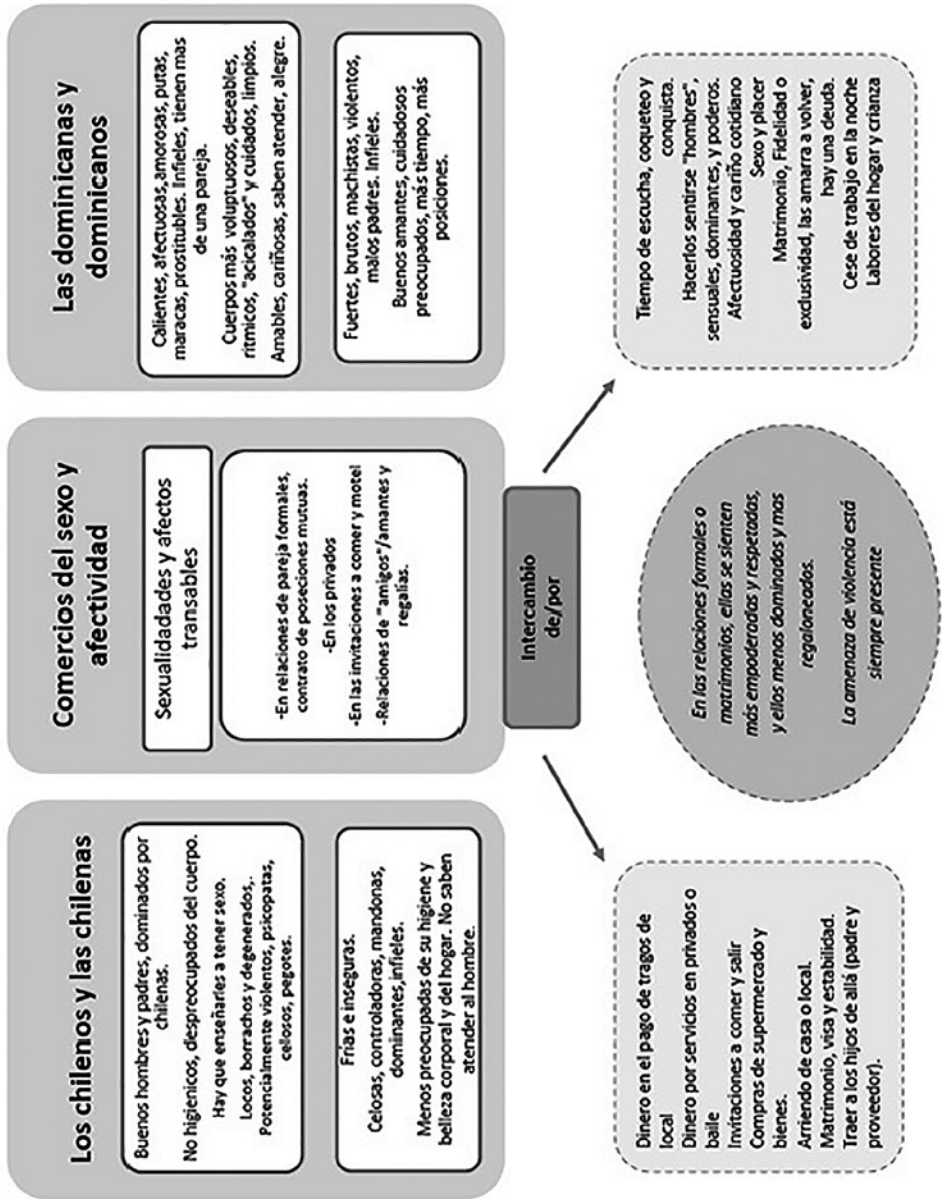 Los chilenos y las chilenas
Buenos hombres y padres, dominados por
chilenas.
No higienicos, despreocupados del cuerpo.
Hay que enseñarles a tener sexo.
Locos, borrachos y degenerados,.
Potencialmente violentos, psicopatas,
celosos, pegotes.
Frias e inseguras.
Celosas, controladoras, mandonas,
dominantes,infieles.
Menos preocupadas de su higiene y
belleza corporal y del hogar. No saben
atender al hombre.
Comercios del sexo y
afectividad
Sexualidadades y afectos
transables
-En relaciones de pareja formales,
contrato de poseciones mutuas.
-En los privados
-En las invitaciones a comer y motel
-Relaciones de "amigos"/amantes y
regalías.
Las dominicanas y
dominicanos
Calientes, afectuosas, amorosas, putas,
maracas, prostitubles. Infieles, tienen mas
de una pareja.
Cuerpos más voluptuosos, deseables,
rítmicos, "acicalados" y cuidados, limpios.
Amables, cariñosas, saben atender, alegre.
Fuertes, brutos, machistas, violentos,
malos padres. Infieles.
Buenos amantes, cuidadosos
preocupados, más tiempo, más
posiciones.
Intercambio
de/por
Dinero en el pago de tragos de
local
Dinero por servicios en privados o
baile
Invitaciones a comer y salir
Compras de supermercado y
bienes.
Arriendo de casa o local.
Matrimonio, visa y estabilidad.
Traer a los hijos de allá (padre y
proveedor).
En las relaciones formales o
matrimonios, ellas se sienten
más empoderadas y respetadas,
y ellos menos dominados y mas
regaloneados.
La amenaza de violencia está
siempre presente
Tiempo de escucha, coqueteo y
conquista.
Hacerlos sentirse "hombres",
sensuales, dominantes, y poderos.
Afectuosidad y cariño cotidiano
Sexo y placer
Matrimonio, Fidelidad o
exclusividad, las amarra a volver,
hay una deuda.
Cese de trabajo en la noche
Labores del hogar y crianza